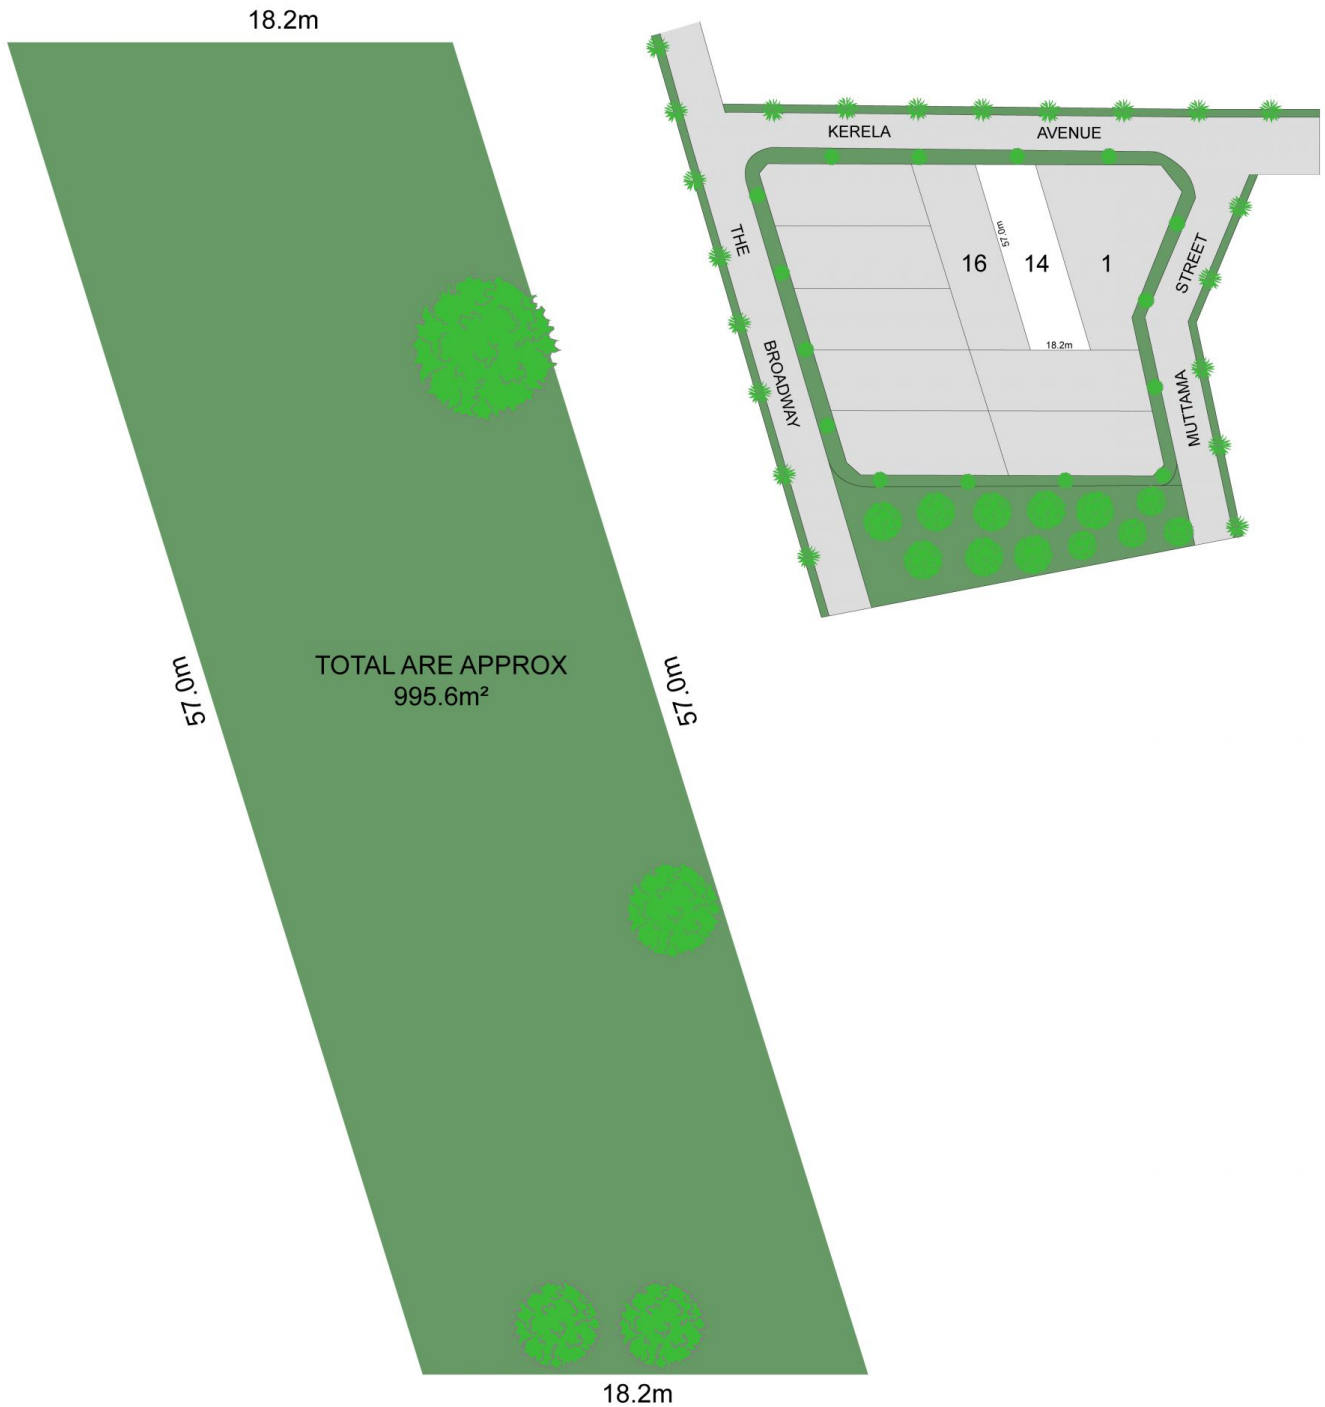 18.2m
57.0m
TOTAL ARE APPROX
995.6m²
57.0m
18.2m
KERELA AVENUE
THE
BROADWAY
57.0m
16
14
1
18.2m
STREET
MUTTAMA